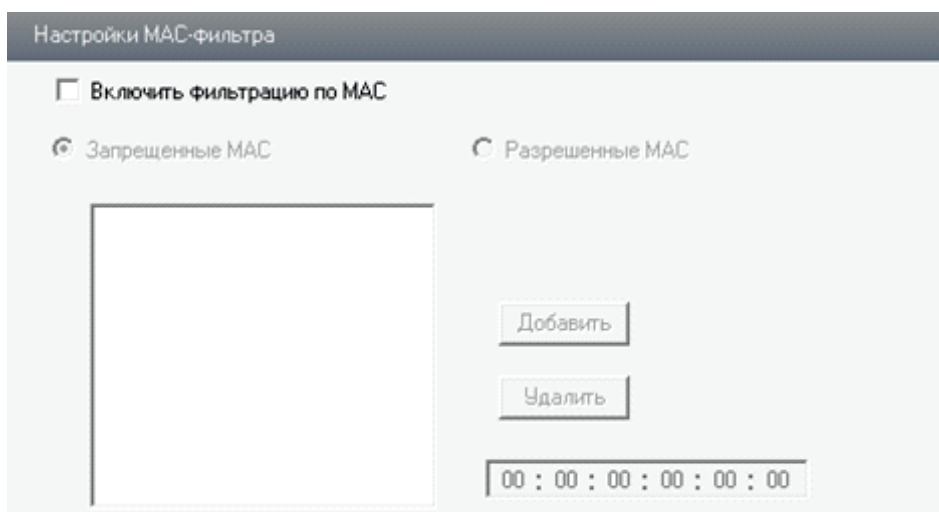 Настройки MAC-фильтра
Включить фильтрацию по MAC
Запрещенные MAC
Разрешенные MAC
Добавить
Удалить
00 : 00 : 00 : 00 : 00 : 00